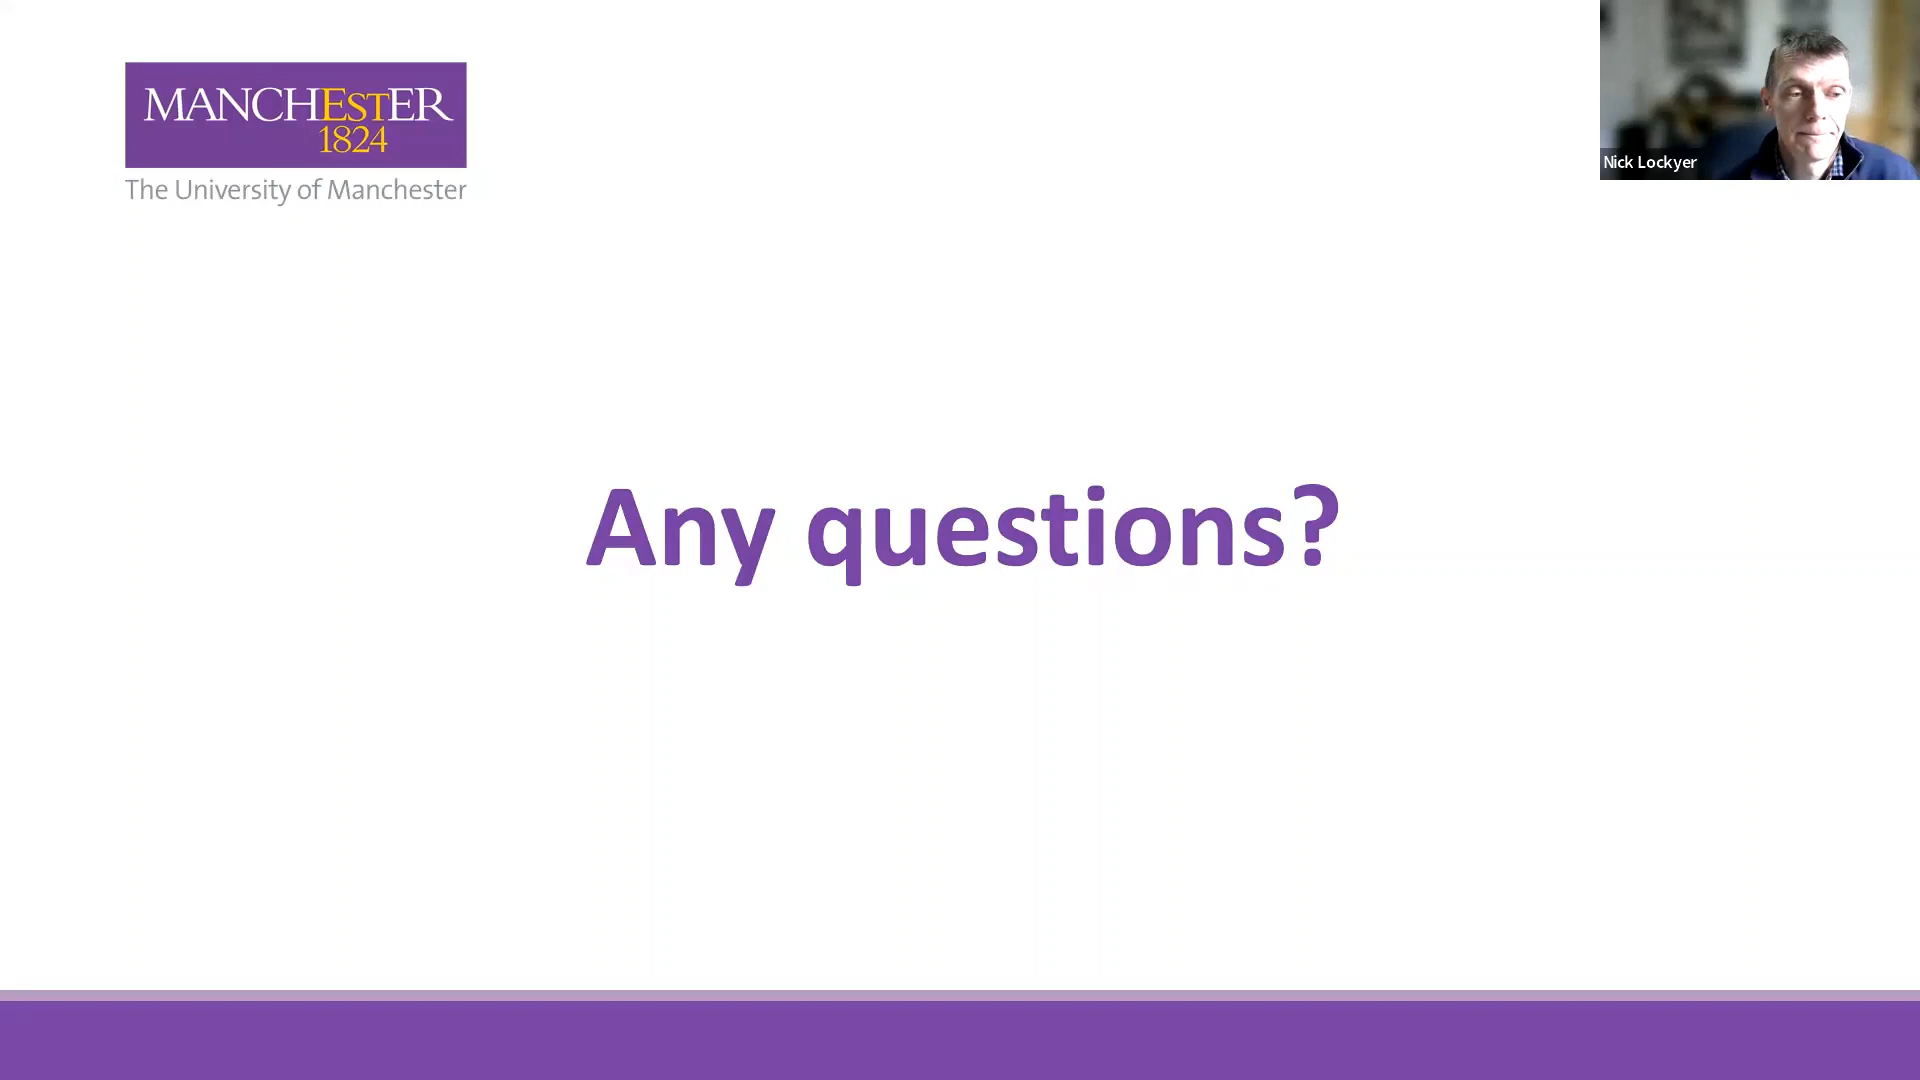 MANCHEStER
1824
The University of Manchester
Nick Lockyer
Any questions?